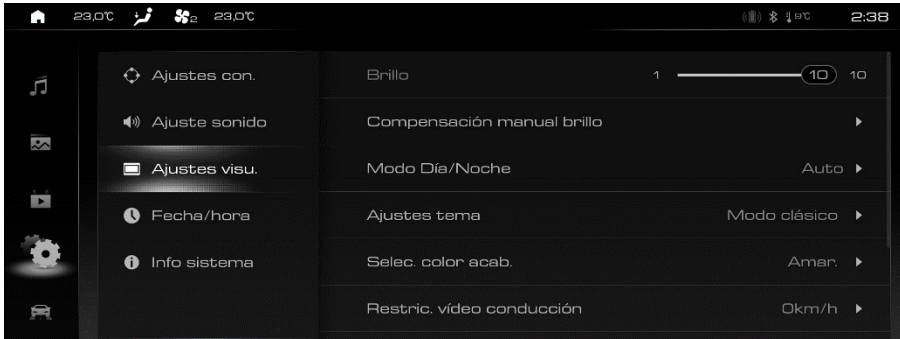 23,0°C 2 23,0°C 19°C 2:38
Ajustes con.
Ajuste sonido
Ajustes visu.
Fecha/hora
Info sistema
Brillo 1 10 10
Compensación manual brillo
Modo Día/Noche Auto
Ajustes tema Modo clásico
Selec. color acab. Amar.
Restric. vídeo conducción 0km/h